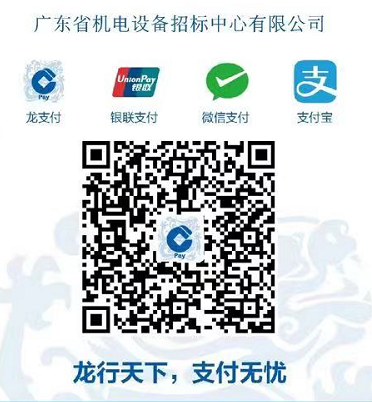 广东省机电设备招标中心有限公司
Pay
UnionPay
银联
支
龙支付 银联支付 微信支付 支付宝
Pay
龙行天下，支付无忧